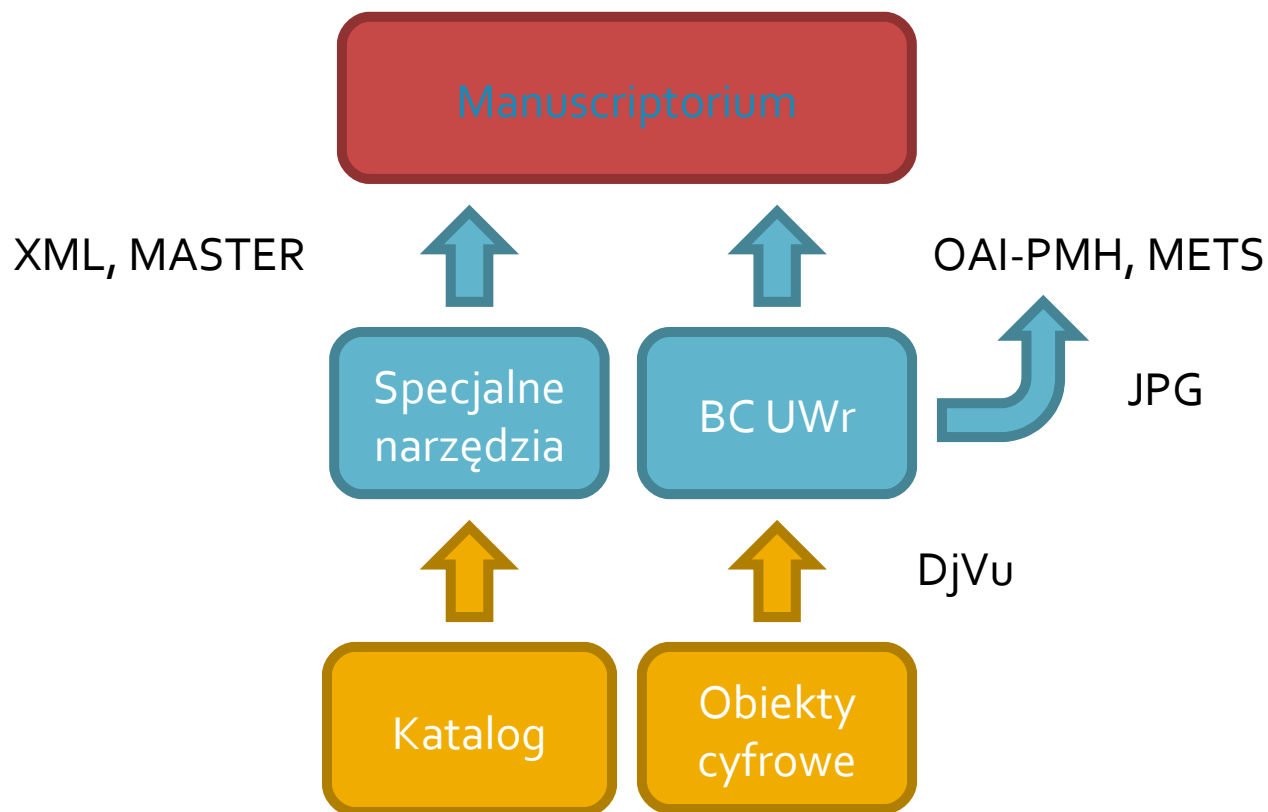 Manuscriptorium
XML, MASTER
OAI-PMH, METS
Specjalne
narzędzia
BC UWr
JPG
DjVu
Katalog
Obiekty
cyfrowe